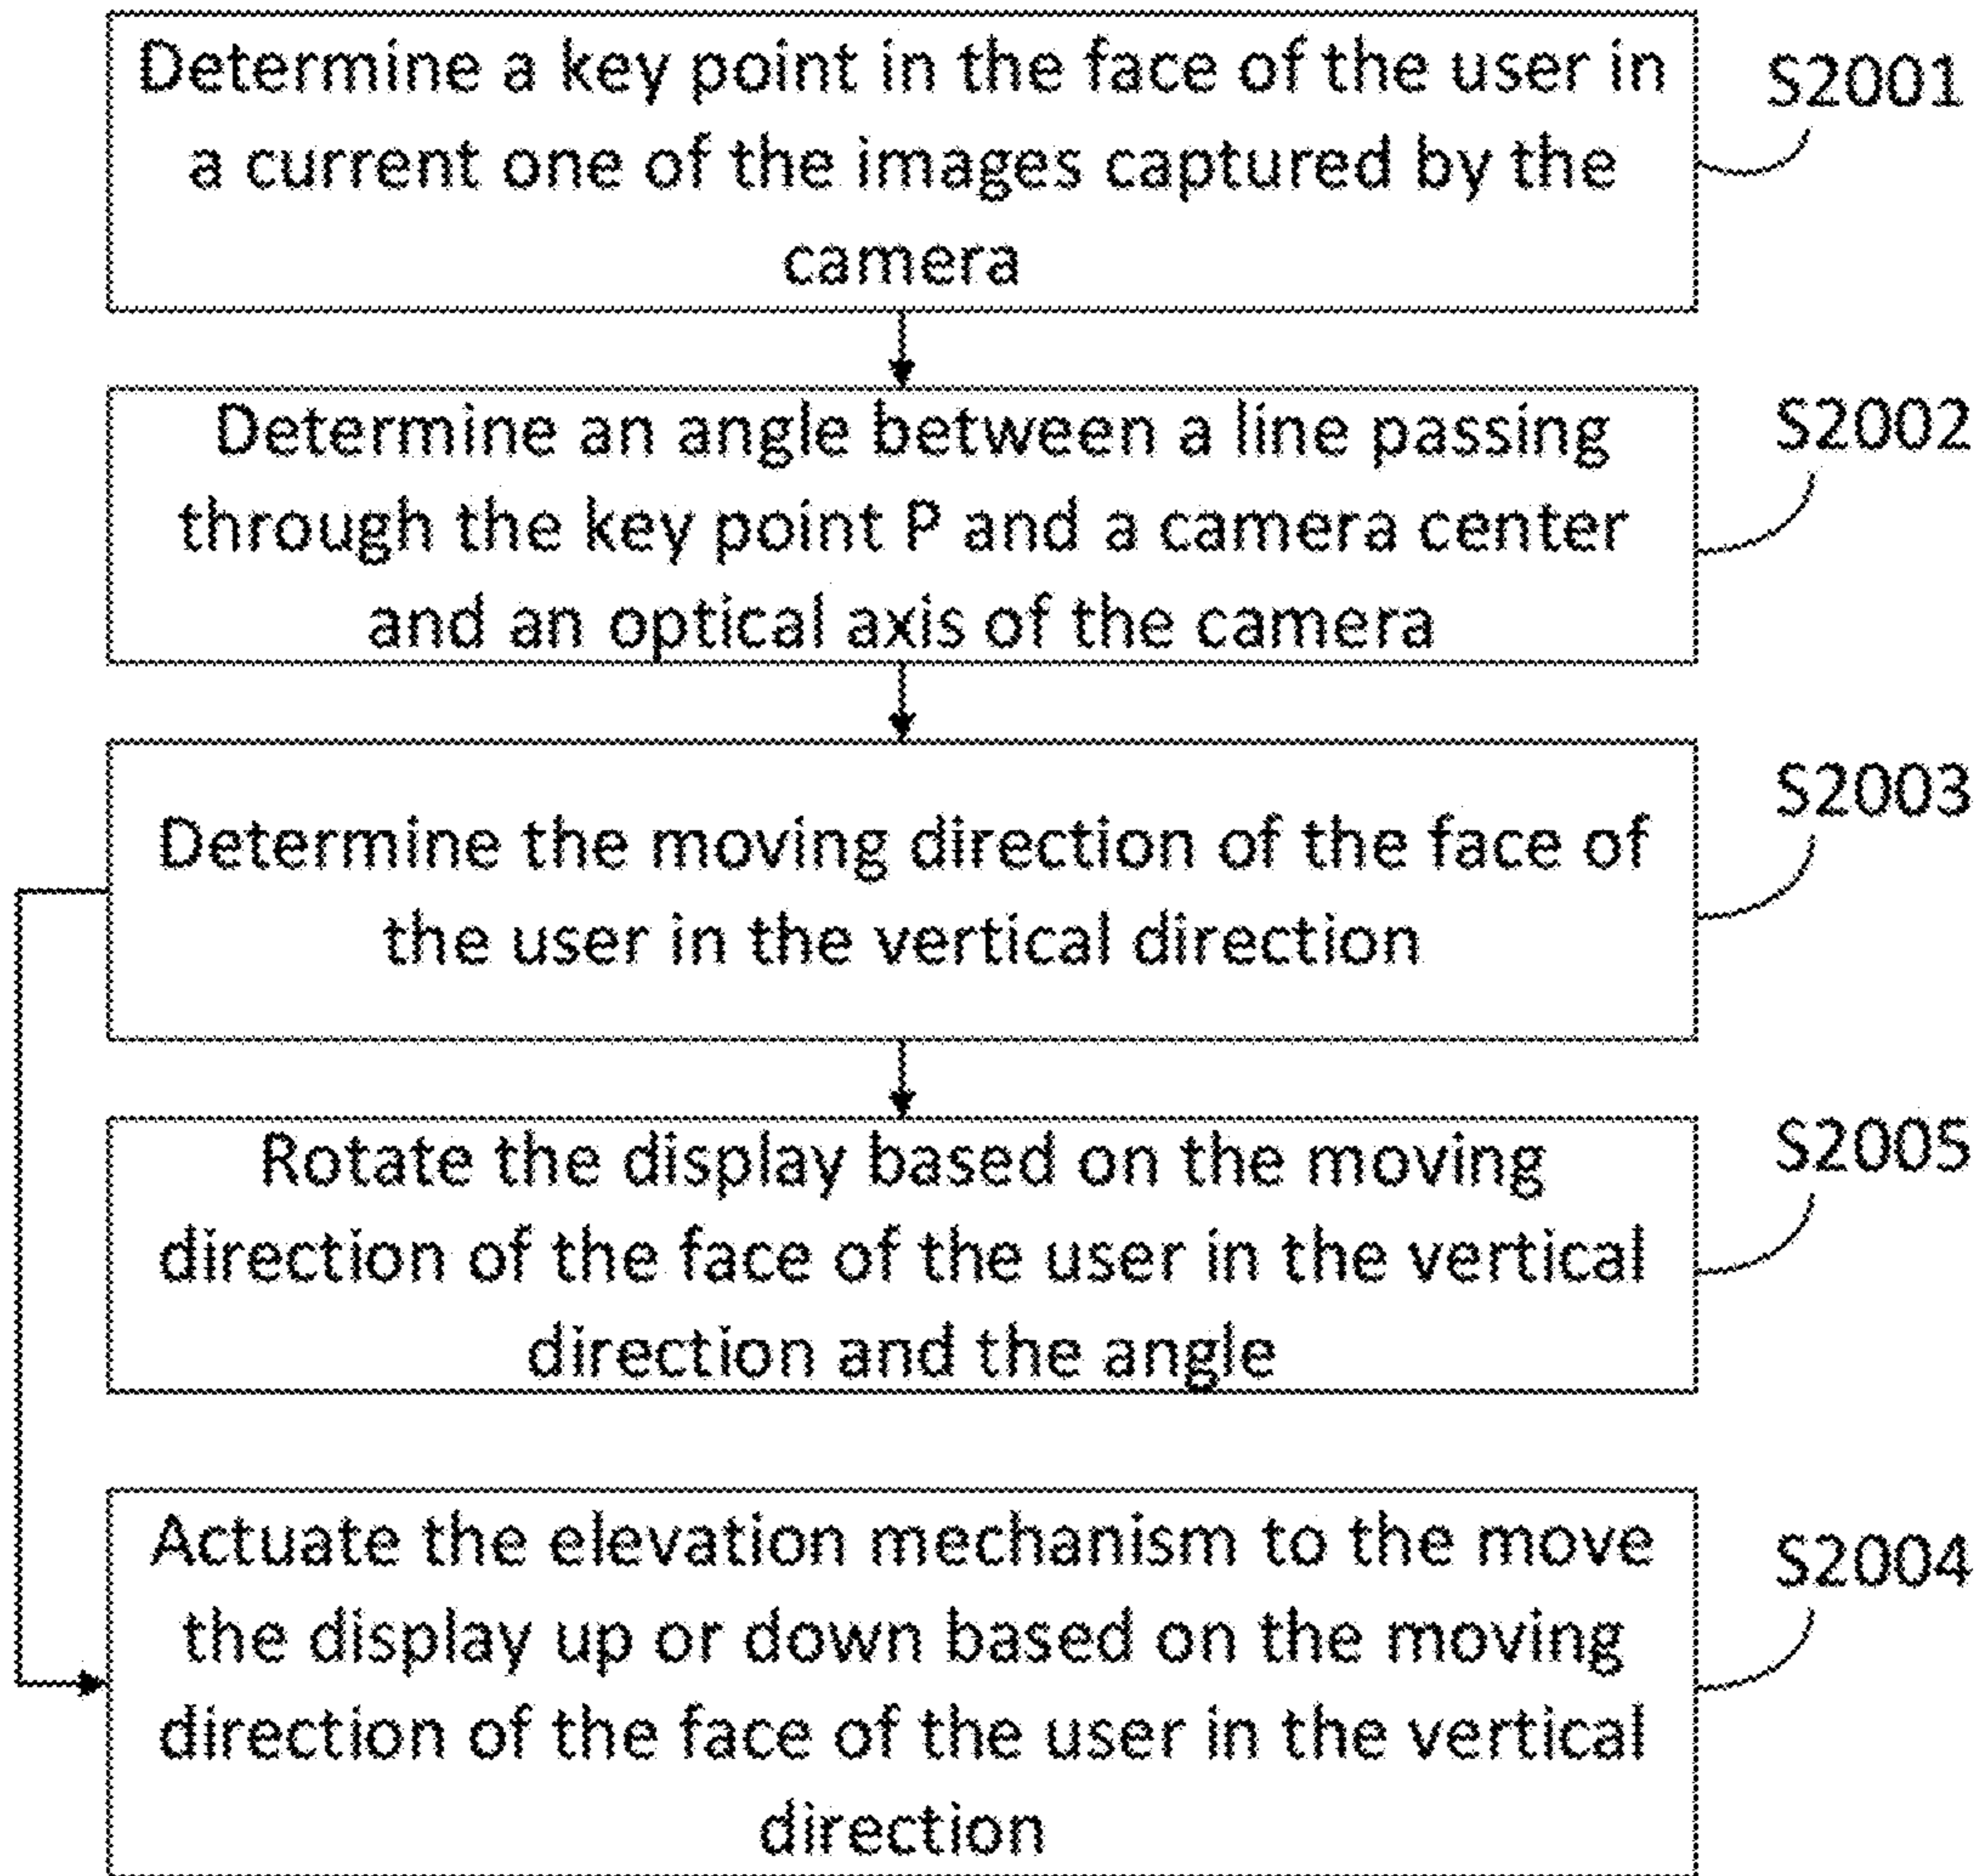 Determine a key point in the face of the user in
a current one of the images captured by the
camera
S2001
Determine an angle between a line passing
through the key point P and a camera center
and an optical axis of the camera
S2002
Determine the moving direction of the face of
the user in the vertical direction
S2003
Rotate the display based on the moving
direction of the face of the user in the vertical
direction and the angle
S2005
Actuate the elevation mechanism to the move
the display up or down based on the moving
direction of the face of the user in the vertical
direction
S2004